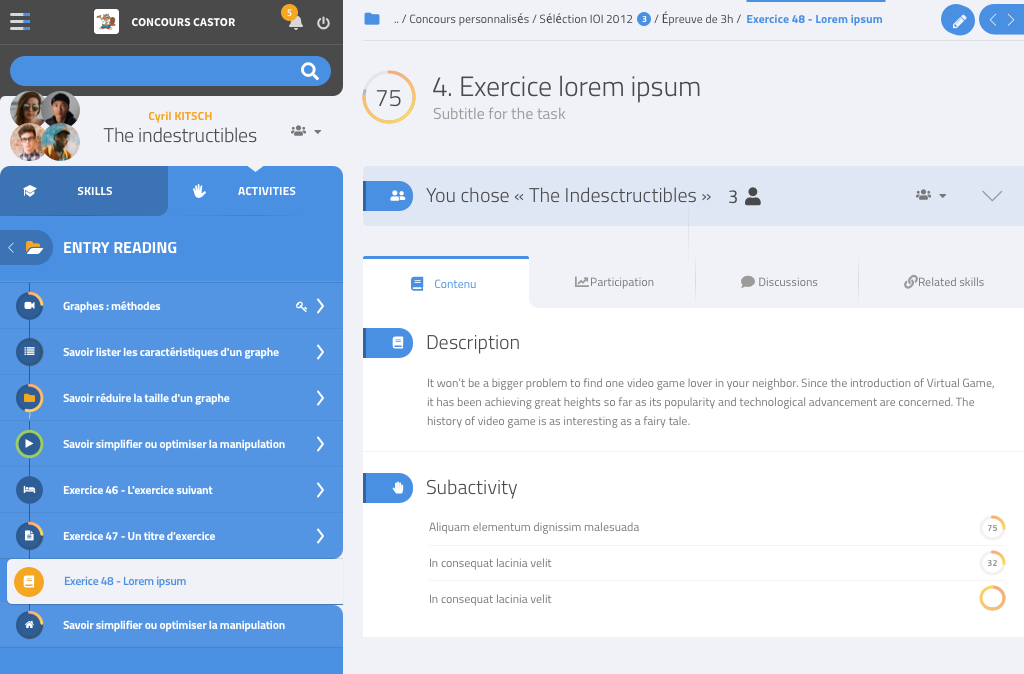 CONCOURS CASTOR
5
.. / Concours personnalisés / Séléction IOI 2012 3 / Épreuve de 3h / Exercice 48 - Lorem ipsum
Cyril KITSCH
The indestructibles
SKILLS
ACTIVITIES
ENTRY READING
Graphes : méthodes
Savoir lister les caractéristiques d'un graphe
Savoir réduire la taille d'un graphe
Savoir simplifier ou optimiser la manipulation
Exercice 46 - L'exercice suivant
Exercice 47 - Un titre d'exercice
Exerice 48 - Lorem ipsum
Savoir simplifier ou optimiser la manipulation
75
4. Exercice lorem ipsum
Subtitle for the task
You chose « The Indesctructibles » 3
Contenu
Participation
Discussions
Related skills
Description
It won't be a bigger problem to find one video game lover in your neighbor. Since the introduction of Virtual Game,
it has been achieving great heights so far as its popularity and technological advancement are concerned. The
history of video game is as interesting as a fairy tale.
Subactivity
Aliquam elementum dignissim malesuada
75
In consequat lacinia velit
32
In consequat lacinia velit